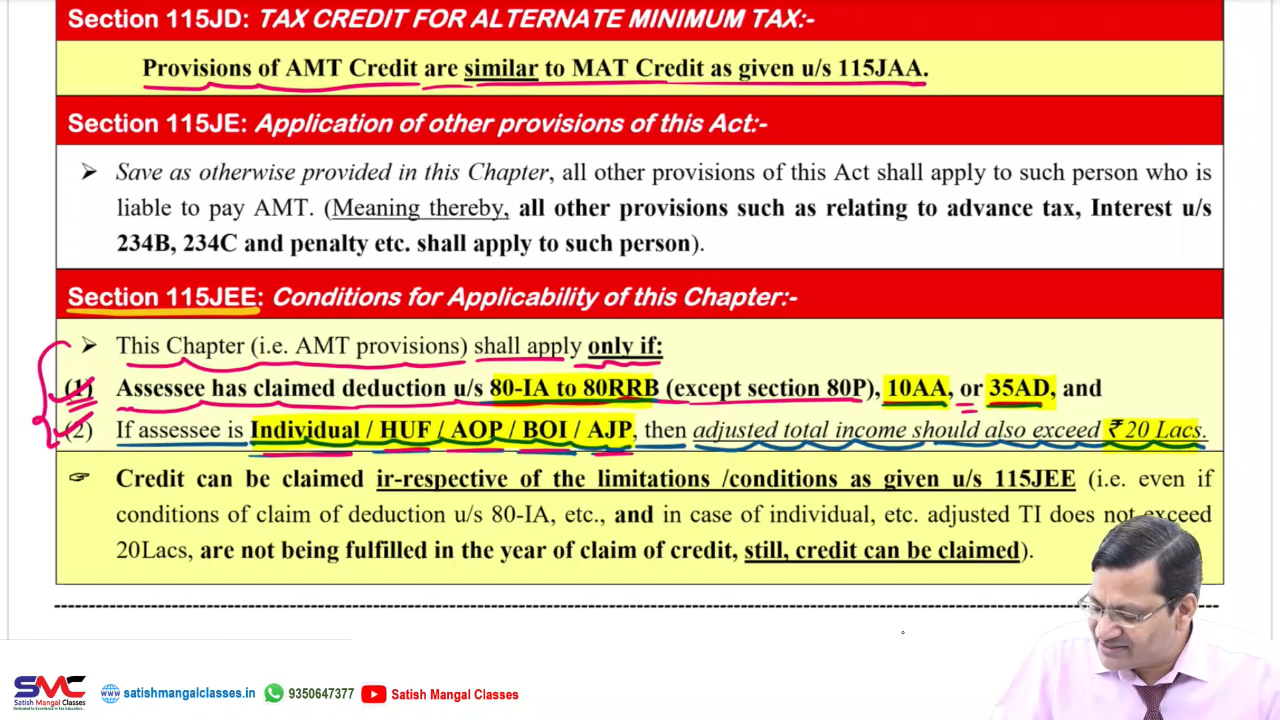 Section 115JD: TAX CREDIT FOR ALTERNATE MINIMUM TAX:-
Provisions of AMT Credit are similar to MAT Credit as given u/s 115JAA.
Section 115JE: Application of other provisions of this Act:-
➢ Save as otherwise provided in this Chapter, all other provisions of this Act shall apply to such person who is
liable to pay AMT. (Meaning thereby, all other provisions such as relating to advance tax, Interest u/s
234B, 234C and penalty etc. shall apply to such person).
Section 115JEE: Conditions for Applicability of this Chapter:-
➢ This Chapter (i.e. AMT provisions) shall apply only if:
(1) Assessee has claimed deduction u/s 80-IA to 80RRB (except section 80P), 10AA, or 35AD, and
(2) If assessee is Individual / HUF / AOP / BOI / AJP, then adjusted total income should also exceed ₹ 20 Lacs.
☞ Credit can be claimed ir-respective of the limitations /conditions as given u/s 115JEE (i.e. even if
conditions of claim of deduction u/s 80-IA, etc., and in case of individual, etc. adjusted TI does not exceed
20Lacs, are not being fulfilled in the year of claim of credit, still, credit can be claimed).
SMC
Satish Mangal Classes
satishmangalclasses.in 9350647377 Satish Mangal Classes